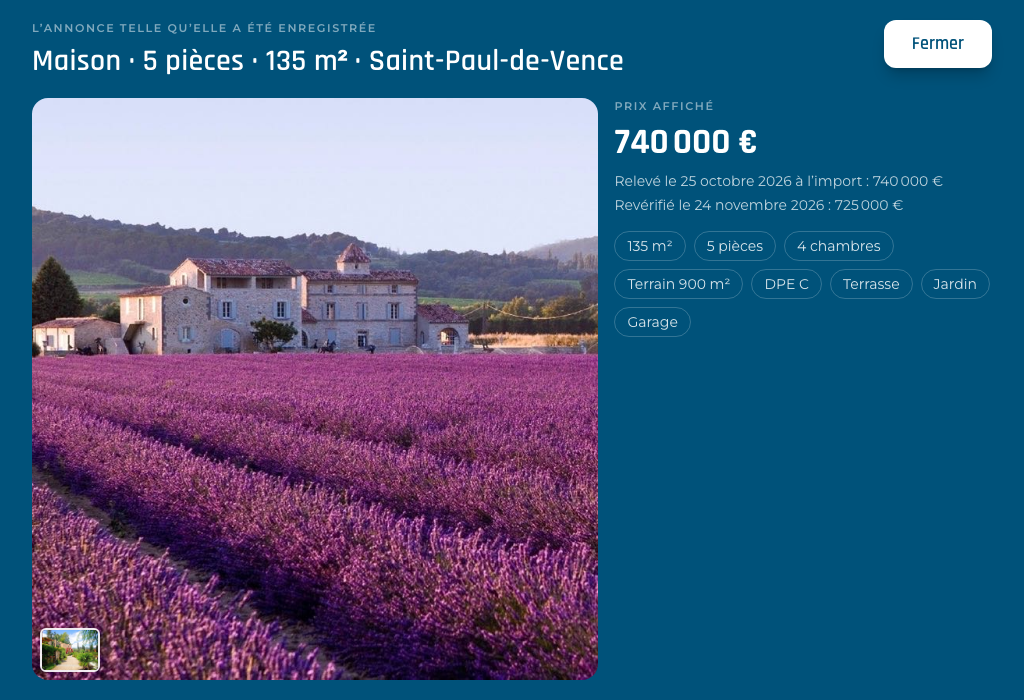 L'ANNONCE TELLE QU'ELLE A ÉTÉ ENREGISTRÉE
Maison · 5 pièces · 135 m² · Saint-Paul-de-Vence
Fermer
PRIX AFFICHÉ
740 000 €
Relevé le 25 octobre 2026 à l'import : 740 000 €
Revérifié le 24 novembre 2026 : 725 000 €
135 m² 5 pièces 4 chambres
Terrain 900 m² DPE C Terrasse Jardin
Garage